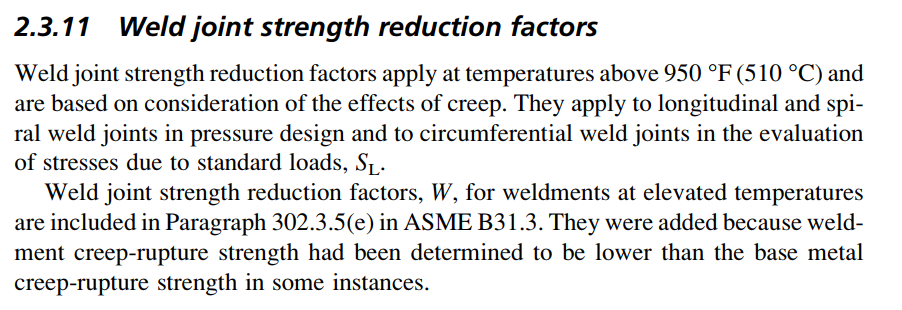 2.3.11 Weld joint strength reduction factors
Weld joint strength reduction factors apply at temperatures above 950 °F (510 °C) and
are based on consideration of the effects of creep. They apply to longitudinal and spi-
ral weld joints in pressure design and to circumferential weld joints in the evaluation
of stresses due to standard loads, SL.
Weld joint strength reduction factors, W, for weldments at elevated temperatures
are included in Paragraph 302.3.5(e) in ASME B31.3. They were added because weld-
ment creep-rupture strength had been determined to be lower than the base metal
creep-rupture strength in some instances.